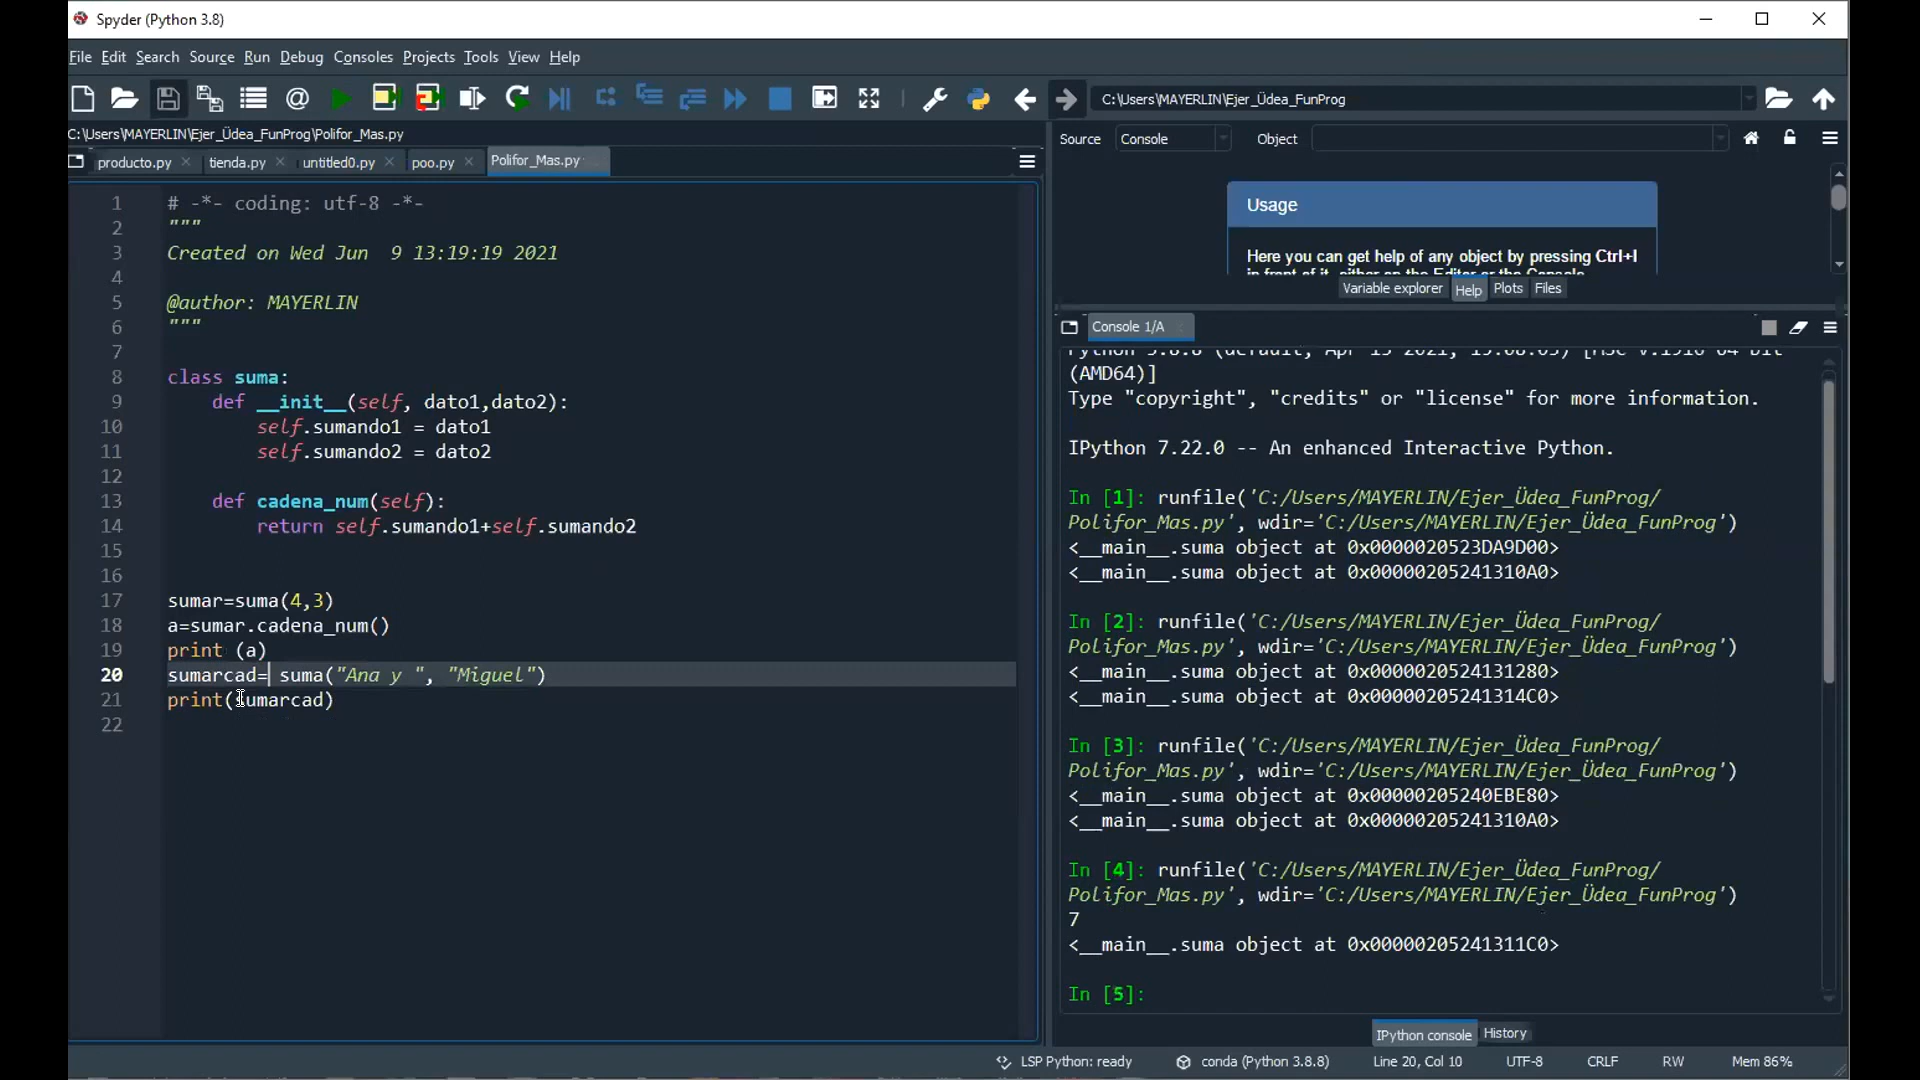 Spyder (Python 3.8)
File Edit Search Source Run Debug Consoles Projects Tools View Help
C:\Users\MAYERLIN\Ejer_Üdea_FunProg
C:\Users\MAYERLIN\Ejer_Üdea_FunProg\Polifor_Mas.py
producto.py tienda.py untitled0.py poo.py Polifor_Mas.py
1 # -*- coding: utf-8 -*-
2 """
3 Created on Wed Jun  9 13:19:19 2021
4
5 @author: MAYERLIN
6 """
7
8 class suma:
9     def __init__(self, dato1,dato2):
10         self.sumando1 = dato1
11         self.sumando2 = dato2
12
13     def cadena_num(self):
14         return self.sumando1+self.sumando2
15
16
17 sumar=suma(4,3)
18 a=sumar.cadena_num()
19 print (a)
20 sumarcad= suma("Ana y ", "Miguel")
21 print(sumarcad)
22
Source Console Object
Usage
Here you can get help of any object by pressing Ctrl+I
in front of it, either on the Editor or the Console.
Variable explorer Help Plots Files
Console 1/A
(AMD64)]
Type "copyright", "credits" or "license" for more information.
IPython 7.22.0 -- An enhanced Interactive Python.
In [1]: runfile('C:/Users/MAYERLIN/Ejer_Üdea_FunProg/
Polifor_Mas.py', wdir='C:/Users/MAYERLIN/Ejer_Üdea_FunProg')
<__main__.suma object at 0x0000020523DA9D00>
<__main__.suma object at 0x00000205241310A0>
In [2]: runfile('C:/Users/MAYERLIN/Ejer_Üdea_FunProg/
Polifor_Mas.py', wdir='C:/Users/MAYERLIN/Ejer_Üdea_FunProg')
<__main__.suma object at 0x0000020524131280>
<__main__.suma object at 0x00000205241314C0>
In [3]: runfile('C:/Users/MAYERLIN/Ejer_Üdea_FunProg/
Polifor_Mas.py', wdir='C:/Users/MAYERLIN/Ejer_Üdea_FunProg')
<__main__.suma object at 0x00000205240EBE80>
<__main__.suma object at 0x00000205241310A0>
In [4]: runfile('C:/Users/MAYERLIN/Ejer_Üdea_FunProg/
Polifor_Mas.py', wdir='C:/Users/MAYERLIN/Ejer_Üdea_FunProg')
7
<__main__.suma object at 0x00000205241311C0>
In [5]:
IPython console History
LSP Python: ready conda (Python 3.8.8) Line 20, Col 10 UTF-8 CRLF RW Mem 86%